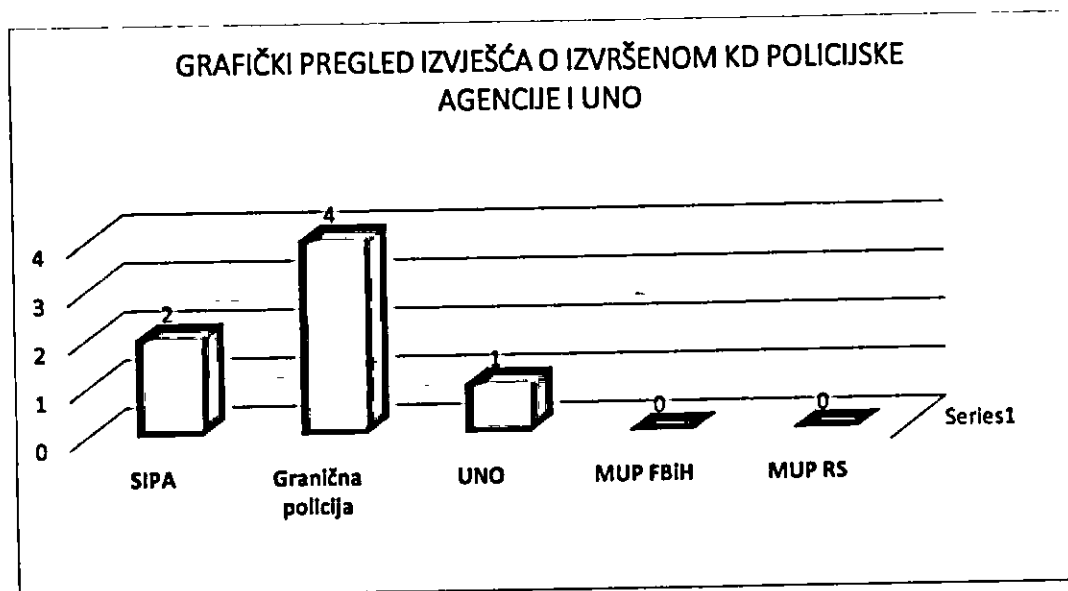 GRAFIČKI PREGLED IZVJEŠĆA O IZVRŠENOM KD POLICIJSKE
AGENCIJE I UNO
4
3
2
1
0
2
4
1
0
0
SIPA
Granična
policija
UNO
MUP FBiH
MUP RS
Series1